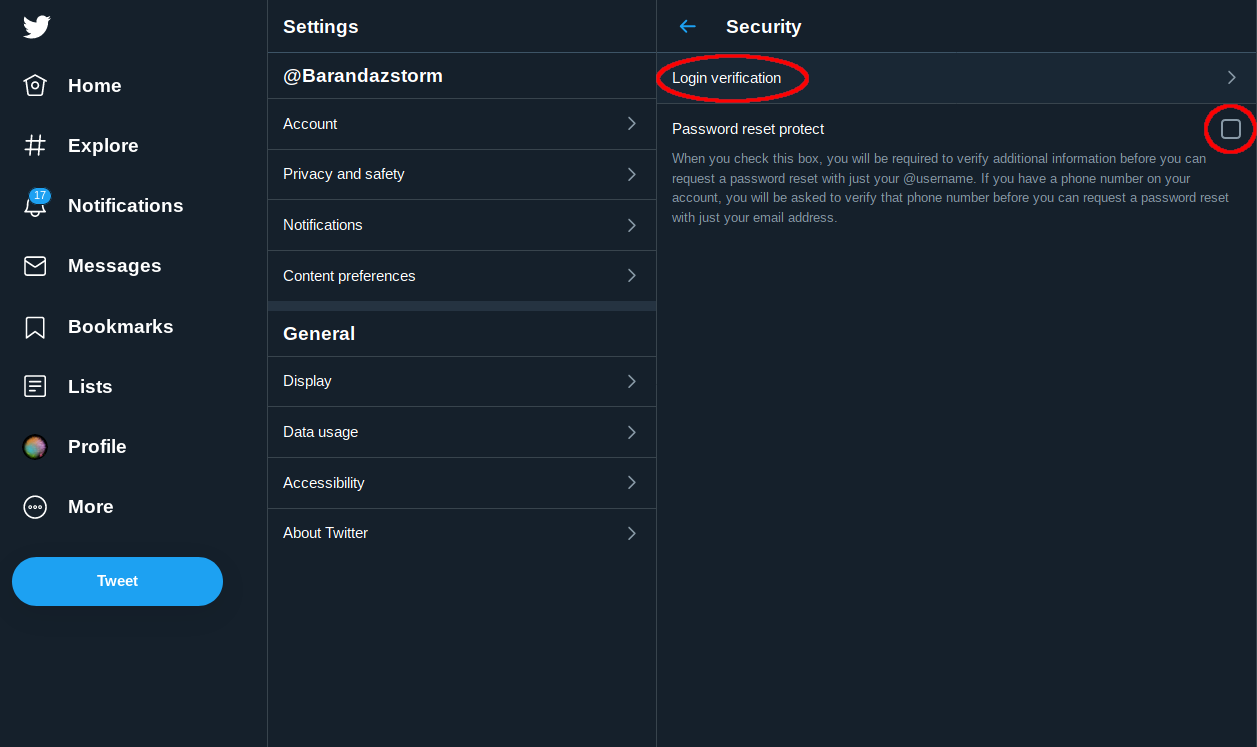 Home
Explore
17
Notifications
Messages
Bookmarks
Lists
Profile
More
Tweet
Settings
@Barandazstorm
Account
Privacy and safety
Notifications
Content preferences
General
Display
Data usage
Accessibility
About Twitter
Security
Login verification
Password reset protect
When you check this box, you will be required to verify additional information before you can
request a password reset with just your @username. If you have a phone number on your
account, you will be asked to verify that phone number before you can request a password reset
with just your email address.